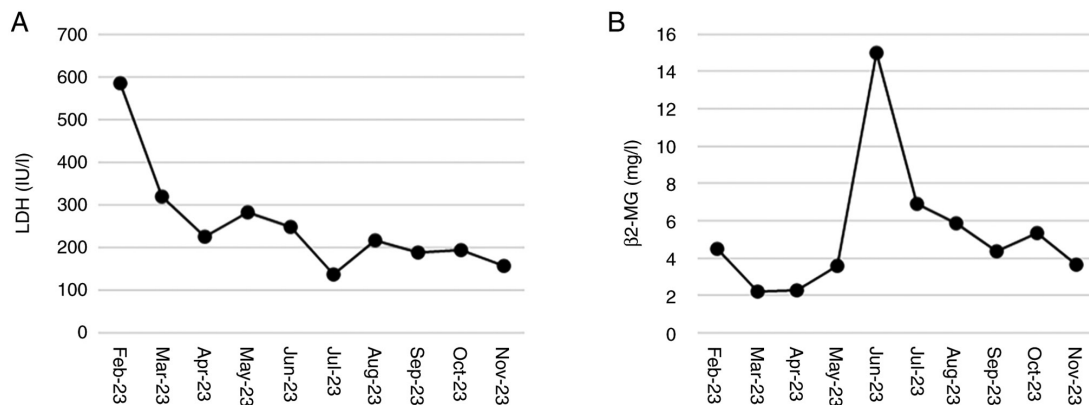 A
LDH (IU/l)
700
600
500
400
300
200
100
0
Feb-23
Mar-23
Apr-23
May-23
Jun-23
Jul-23
Aug-23
Sep-23
Oct-23
Nov-23
B
β2-MG (mg/l)
16
14
12
10
8
6
4
2
0
Feb-23
Mar-23
Apr-23
May-23
Jun-23
Jul-23
Aug-23
Sep-23
Oct-23
Nov-23